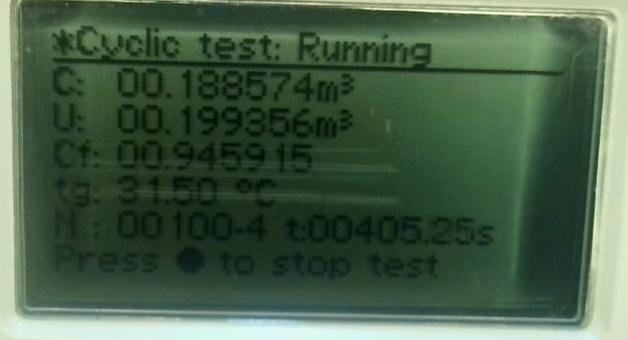 *Cyclic test: Running
C: 00.188574m³
U: 00.199356m³
Cf: 00.945915
tg: 31.50 °C
N : 00100-4 t:00405.25s
Press ● to stop test